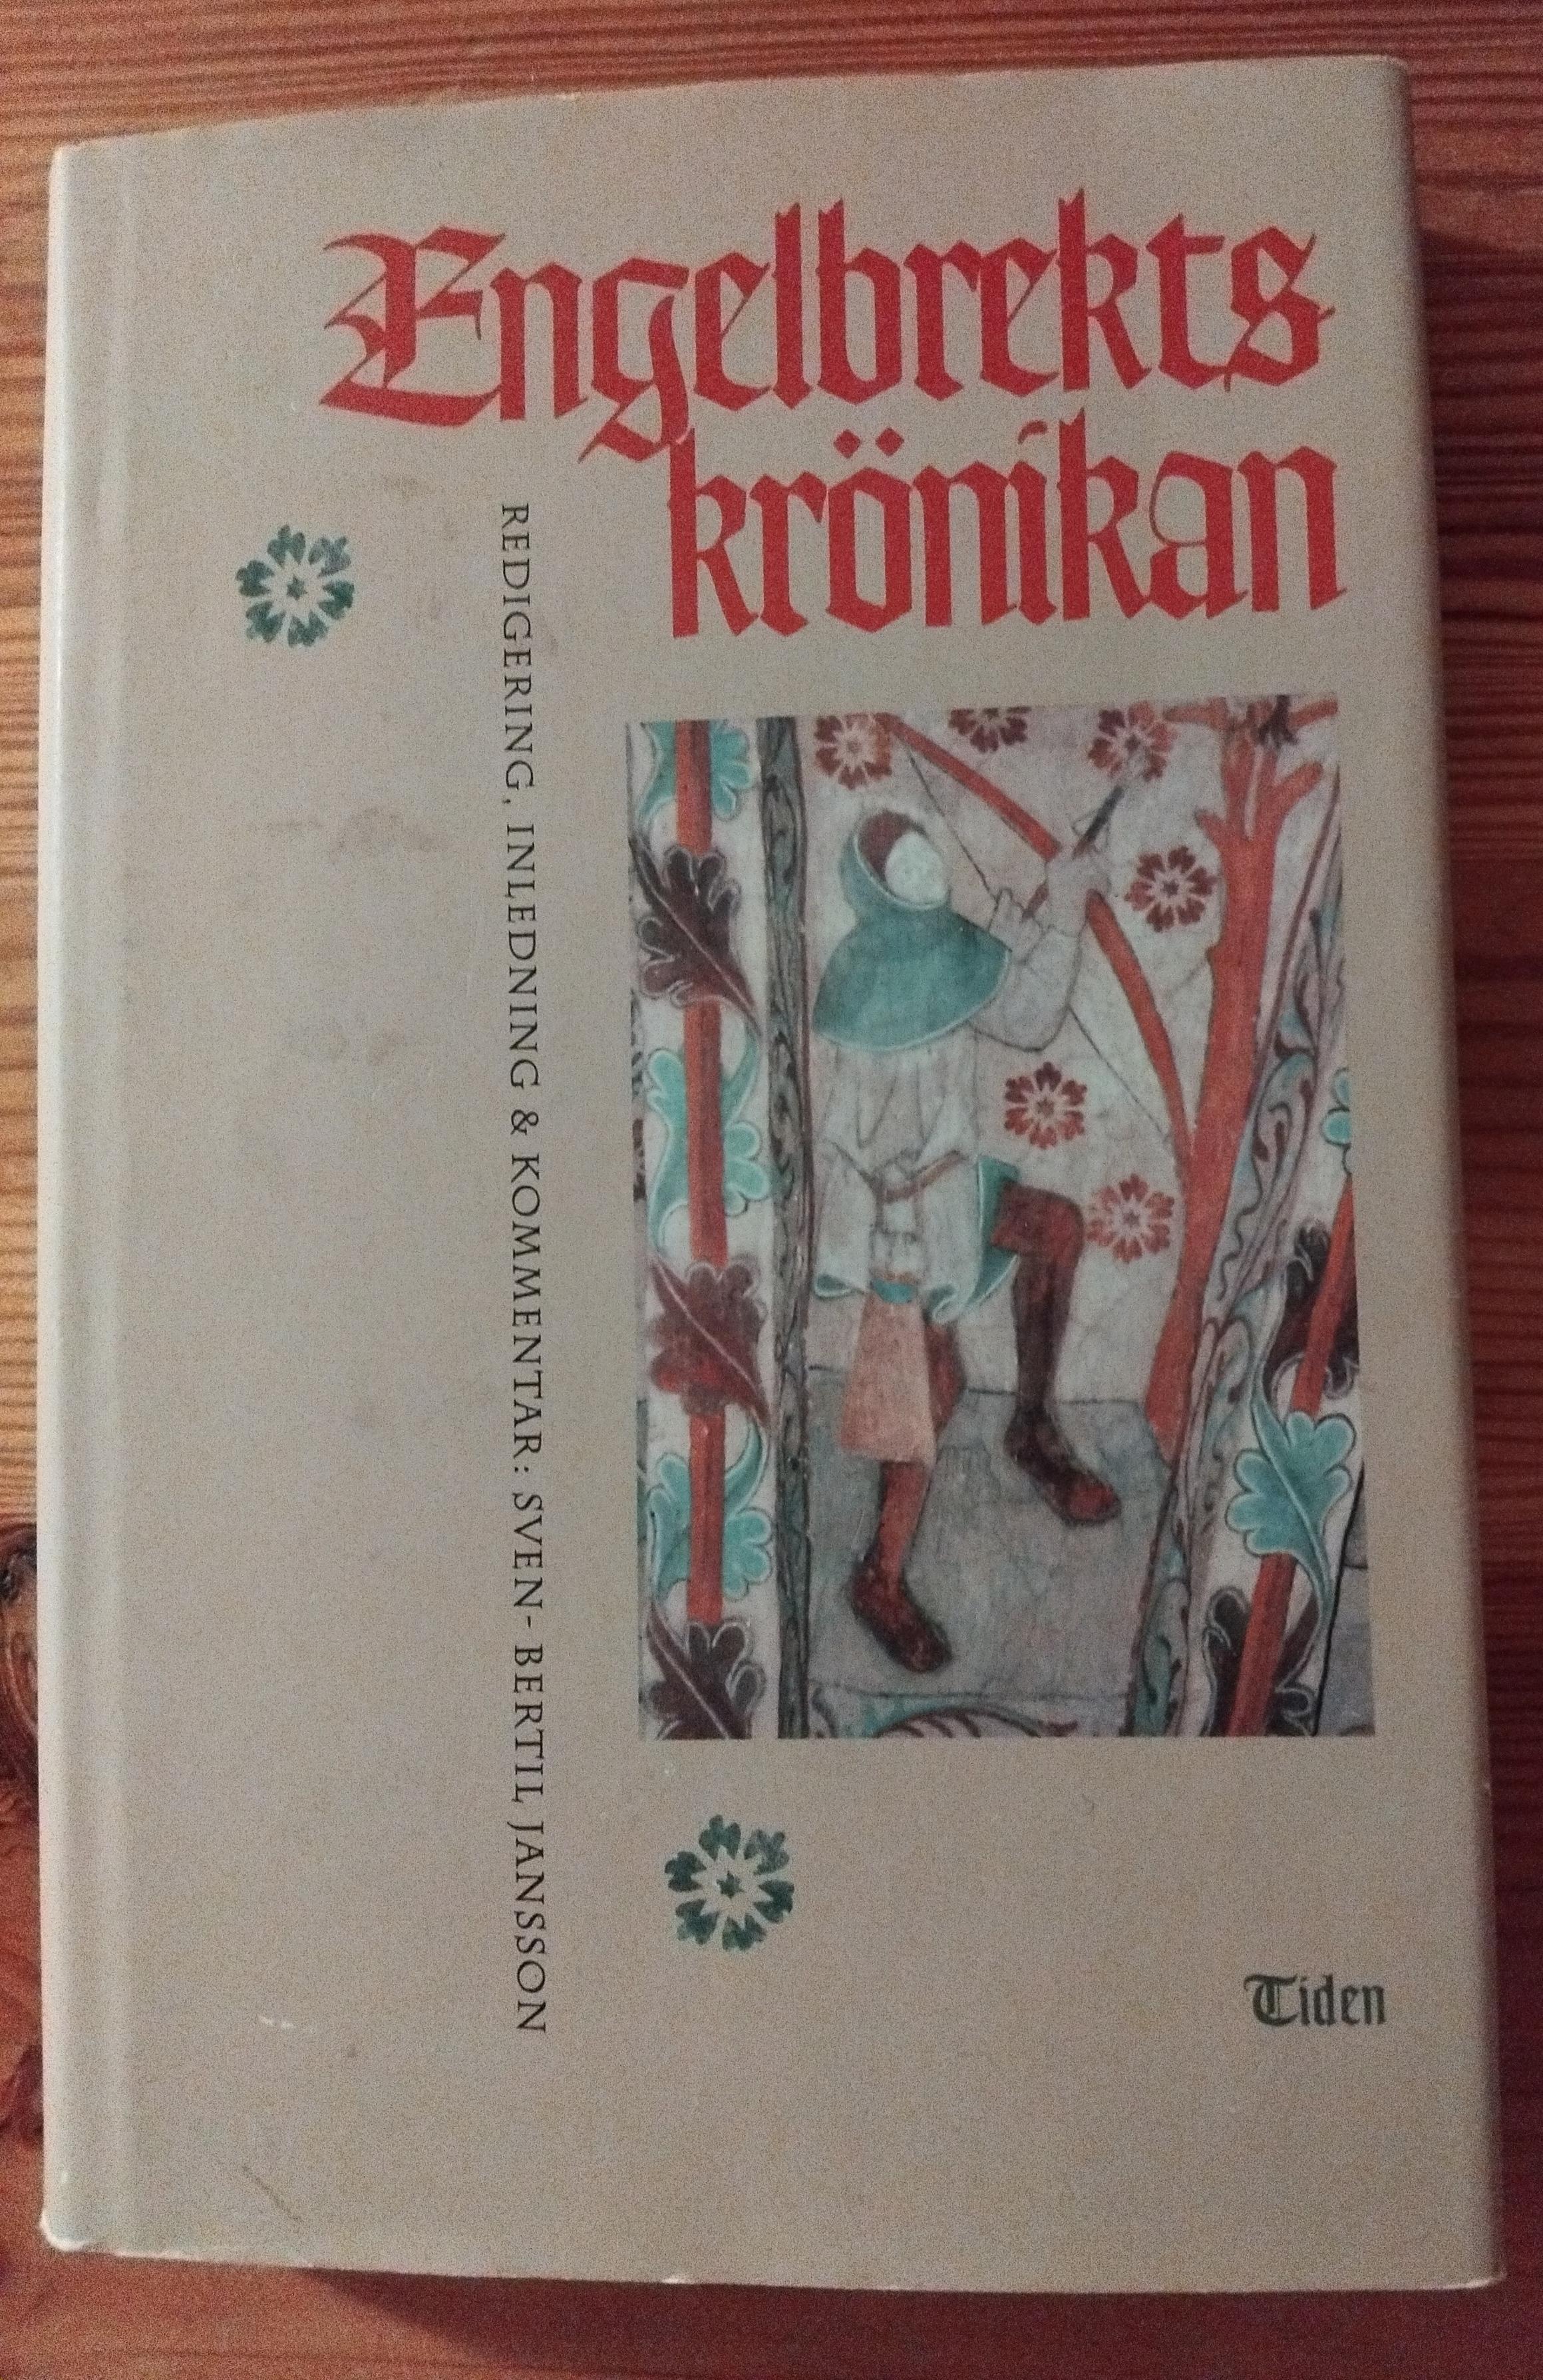 Engelbrekts
krönikan
REDIGERING, INLEDNING & KOMMENTAR: SVEN-BERTIL JANSSON
Tiden